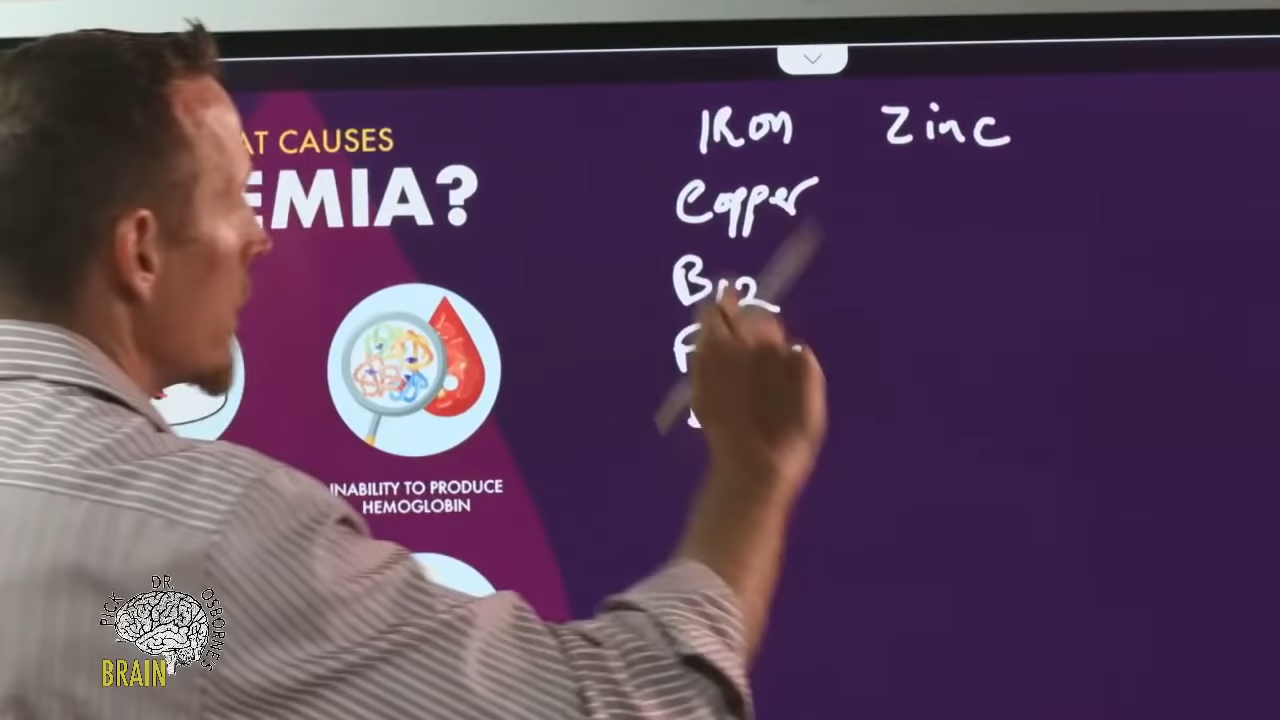 AT CAUSES
EMIA?
Iron Zinc
Copper
B12
INABILITY TO PRODUCE
HEMOGLOBIN
PICK DR. OSBORNE'S
BRAIN